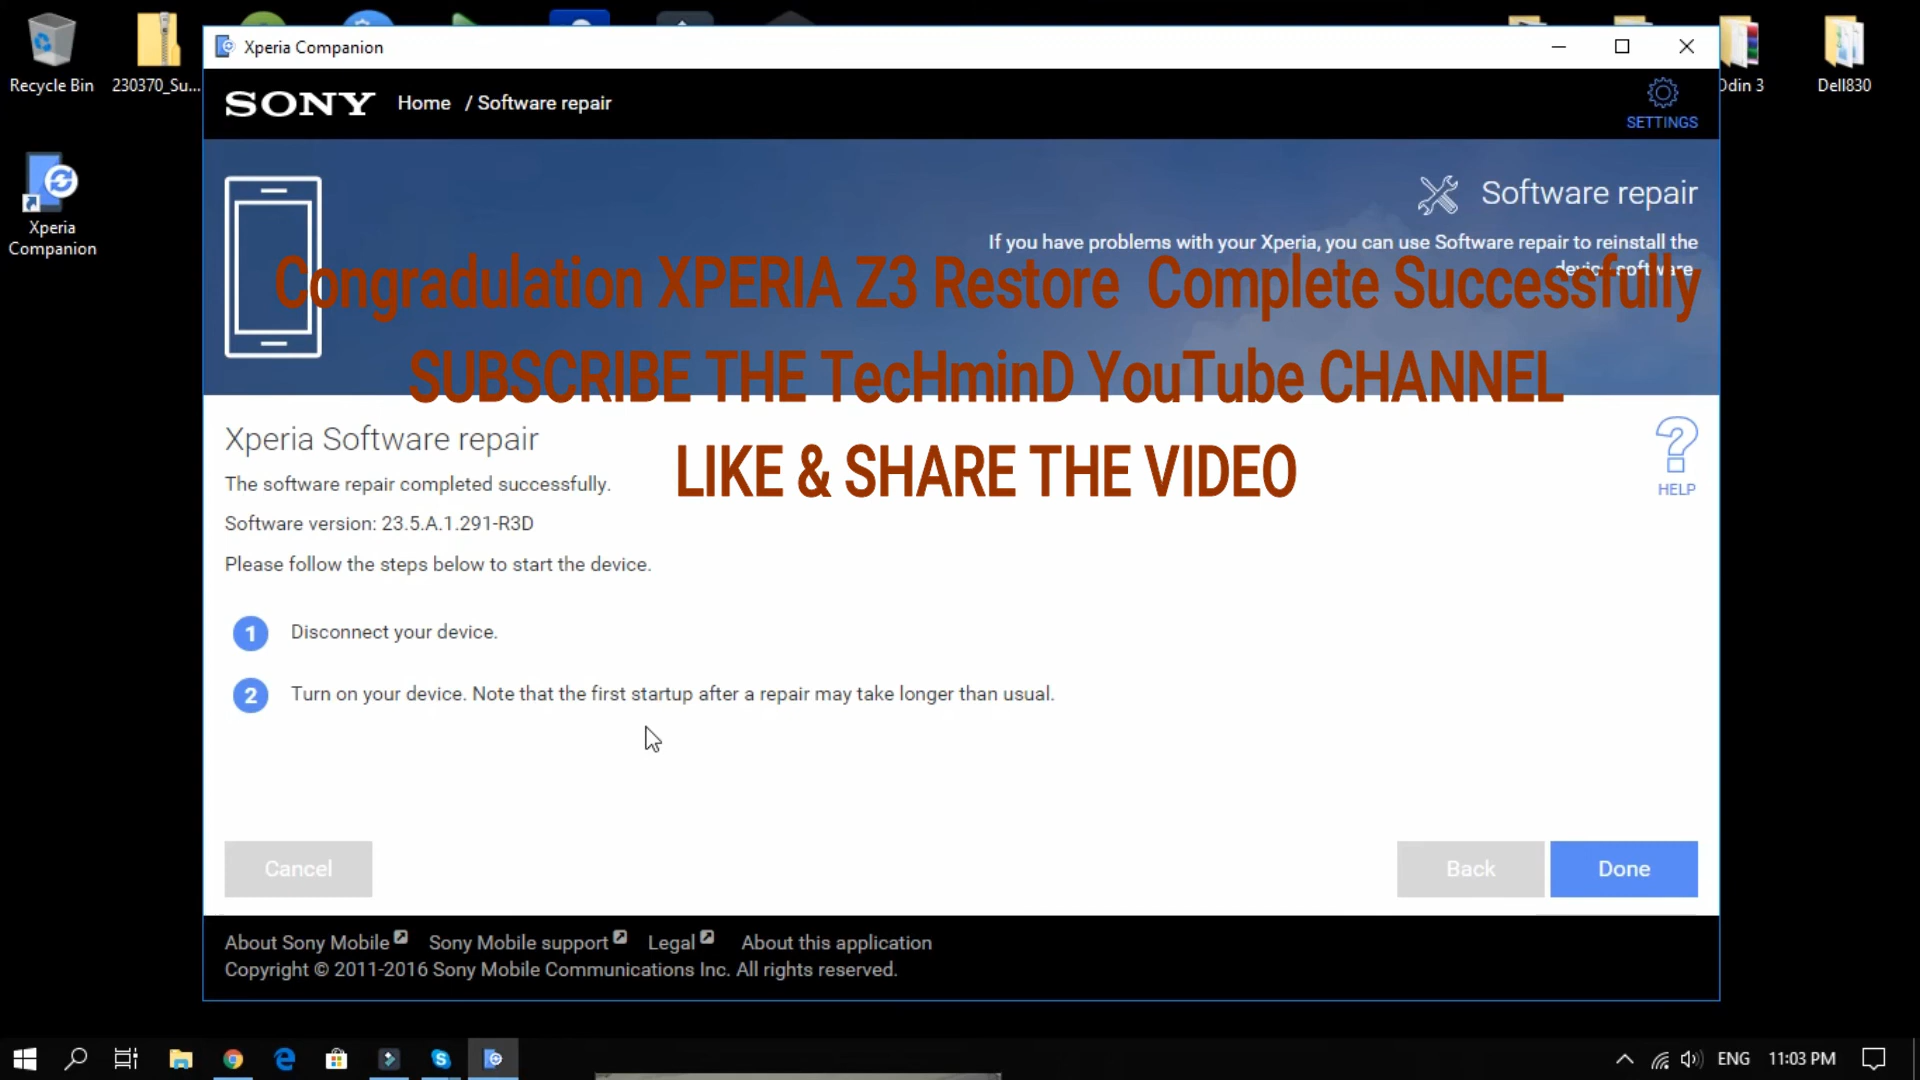 Recycle Bin
230370_Su...
Odin 3
Dell830
Xperia
Companion
Xperia Companion
SONY
Home / Software repair
SETTINGS
Software repair
If you have problems with your Xperia, you can use Software repair to reinstall the
device software.
Congradulation XPERIA Z3 Restore Complete Successfully
SUBSCRIBE THE TecHminD YouTube CHANNEL
LIKE & SHARE THE VIDEO
Xperia Software repair
The software repair completed successfully.
Software version: 23.5.A.1.291-R3D
Please follow the steps below to start the device.
HELP
1 Disconnect your device.
2 Turn on your device. Note that the first startup after a repair may take longer than usual.
Cancel
Back
Done
About Sony Mobile Sony Mobile support Legal About this application
Copyright © 2011-2016 Sony Mobile Communications Inc. All rights reserved.
ENG 11:03 PM